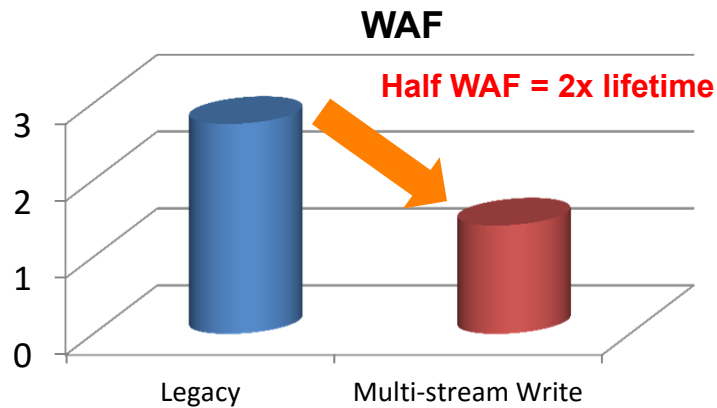 WAF
Half WAF = 2x lifetime
3
2
1
0
Legacy
Multi-stream Write